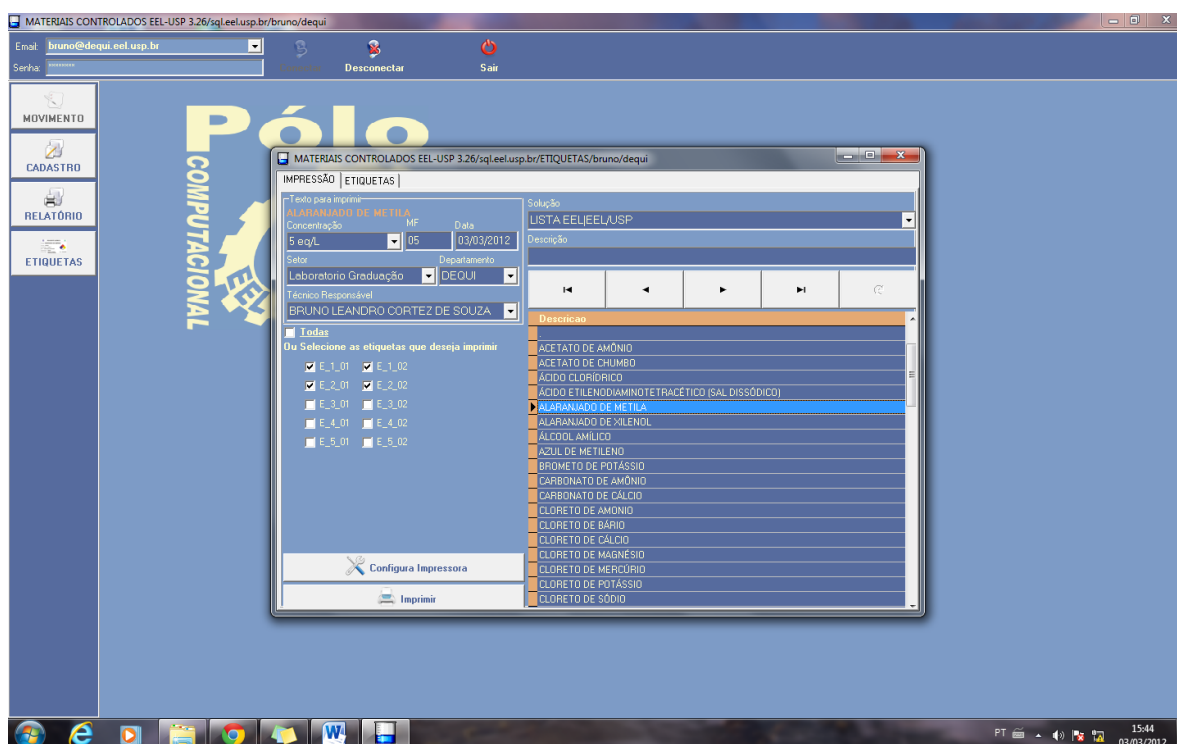 MATERIAIS CONTROLADOS EEL-USP 3.26/sql.eel.usp.br/bruno/dequi
Email: bruno@dequi.eel.usp.br
Senha: ********
Desconectar
Sair
MOVIMENTO
CADASTRO
RELATÓRIO
ETIQUETAS
Pólo
COMPUTACIONAL
EEL
MATERIAIS CONTROLADOS EEL-USP 3.26/sql.eel.usp.br/ETIQUETAS/bruno/dequi
IMPRESSÃO ETIQUETAS
Texto para imprimir
ALARANJADO DE METILA
Concentração MF Data
5 eq/L 05 03/03/2012
Setor Departamento
Laboratorio Graduação DEQUI
Técnico Responsável
BRUNO LEANDRO CORTEZ DE SOUZA
Todas
Ou Selecione as etiquetas que deseja imprimir
E_1_01 E_1_02
E_2_01 E_2_02
E_3_01 E_3_02
E_4_01 E_4_02
E_5_01 E_5_02
Configura Impressora
Imprimir
Solução
LISTA EEL|EEL/USP
Descrição
Descricao
.
ACETATO DE AMÔNIO
ACETATO DE CHUMBO
ÁCIDO CLORÍDRICO
ÁCIDO ETILENODIAMINOTETRACÉTICO (SAL DISSÓDICO)
ALARANJADO DE METILA
ALARANJADO DE XILENOL
ÁLCOOL AMÍLICO
AZUL DE METILENO
BROMETO DE POTÁSSIO
CARBONATO DE AMÔNIO
CARBONATO DE CÁLCIO
CLORETO DE AMONIO
CLORETO DE BÁRIO
CLORETO DE CÁLCIO
CLORETO DE MAGNÉSIO
CLORETO DE MERCÚRIO
CLORETO DE POTÁSSIO
CLORETO DE SÓDIO
PT
15:44
03/03/2012